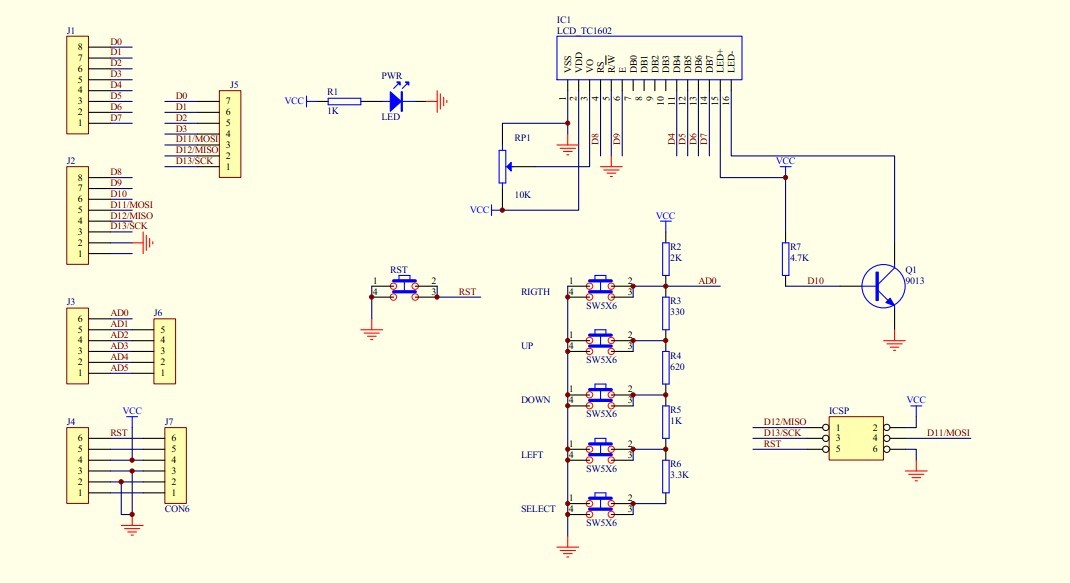 J1
8 D0
7 D1
6 D2
5 D3
4 D4
3 D5
2 D6
1 D7
J5
D0 7
D1 6
D2 5
D3 4
D11/MOSI 3
D12/MISO 2
D13/SCK 1
J2
8 D8
7 D9
6 D10
5 D11/MOSI
4 D12/MISO
3 D13/SCK
2
1
J3
6 AD0
5 AD1
4 AD2
3 AD3
2 AD4
1 AD5
J6
5
4
3
2
1
VCC
J4
6 RST
5
4
3
2
1
J7
6
5
4
3
2
1
CON6
PWR
VCC R1
1K
LED
IC1
LCD_TC1602
VSS VDD VO RS R/W E DB0 DB1 DB2 DB3 DB4 DB5 DB6 DB7 LED+ LED-
1 2 3 4 5 6 7 8 9 10 11 12 13 14 15 16
D8 D9 D4 D5 D6 D7
RP1
10K
VCC
VCC
R7
4.7K
D10
Q1
9013
RST
1 2
4 3 RST
VCC
R2
2K
AD0
RIGTH
1 2
4 3
SW5X6
R3
330
UP
1 2
4 3
SW5X6
R4
620
DOWN
1 2
4 3
SW5X6
R5
1K
LEFT
1 2
4 3
SW5X6
R6
3.3K
SELECT
1 2
4 3
SW5X6
ICSP
VCC
D12/MISO 1 2
D13/SCK 3 4 D11/MOSI
RST 5 6